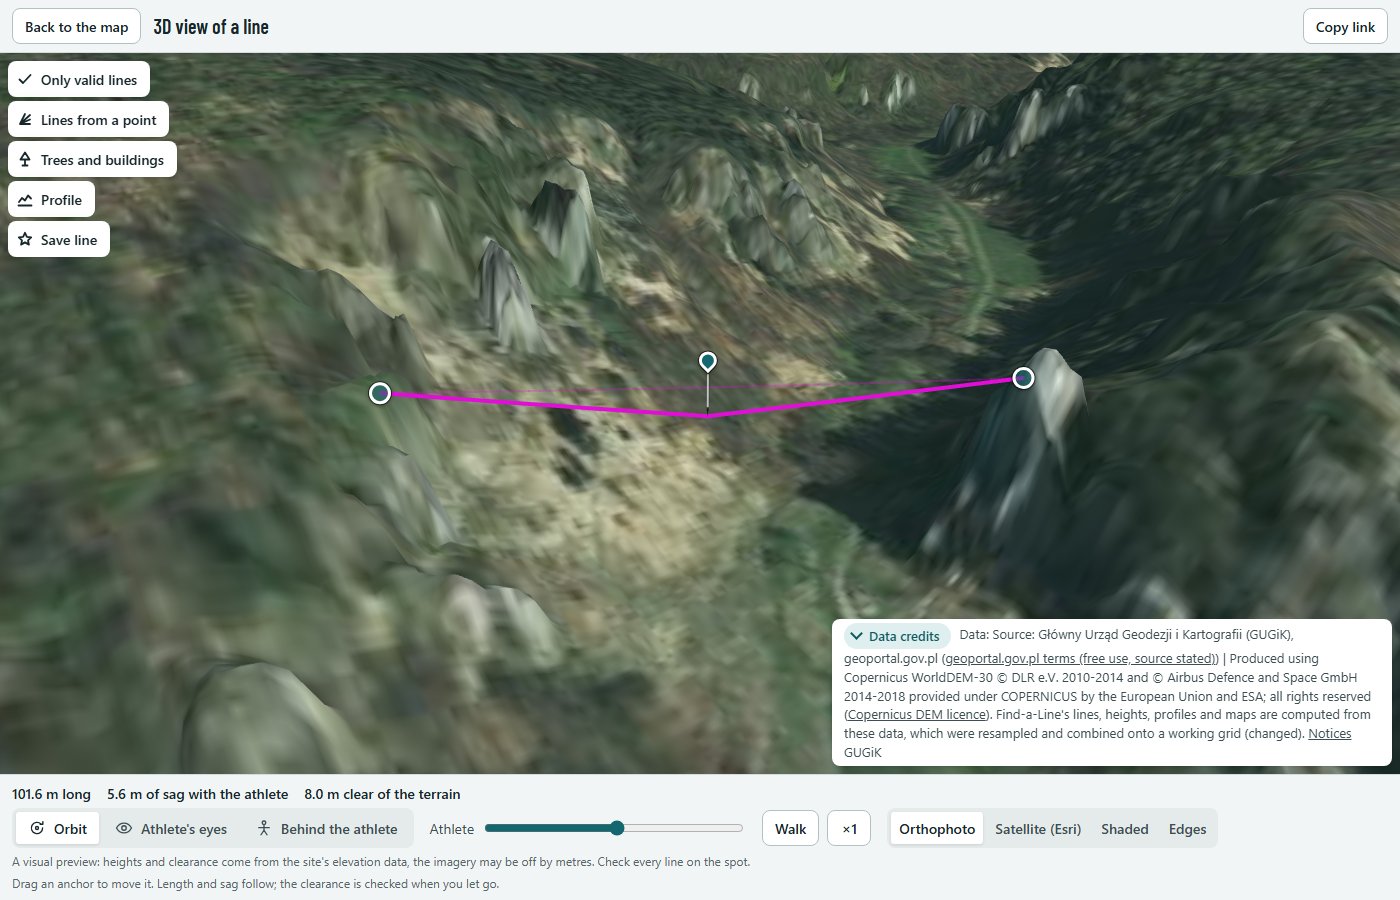 Back to the map
3D view of a line
Copy link
Only valid lines
Lines from a point
Trees and buildings
Profile
Save line
Data credits Data: Source: Główny Urząd Geodezji i Kartografii (GUGiK),
geoportal.gov.pl (geoportal.gov.pl terms (free use, source stated)) | Produced using
Copernicus WorldDEM-30 © DLR e.V. 2010-2014 and © Airbus Defence and Space GmbH
2014-2018 provided under COPERNICUS by the European Union and ESA; all rights reserved
(Copernicus DEM licence). Find-a-Line's lines, heights, profiles and maps are computed from
these data, which were resampled and combined onto a working grid (changed). Notices
GUGiK
101.6 m long 5.6 m of sag with the athlete 8.0 m clear of the terrain
Orbit Athlete's eyes Behind the athlete Athlete Walk ×1 Orthophoto Satellite (Esri) Shaded Edges
A visual preview: heights and clearance come from the site's elevation data, the imagery may be off by metres. Check every line on the spot.
Drag an anchor to move it. Length and sag follow; the clearance is checked when you let go.